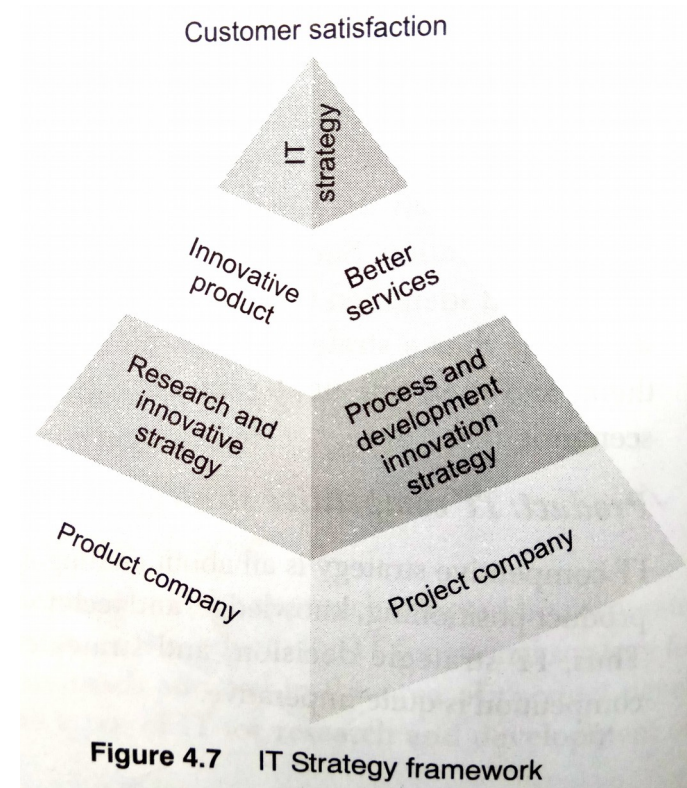 Customer satisfaction
IT
strategy
Innovative
product
Better
services
Research and
innovative
strategy
Process and
development
innovation
strategy
Product company
Project company
Figure 4.7 IT Strategy framework